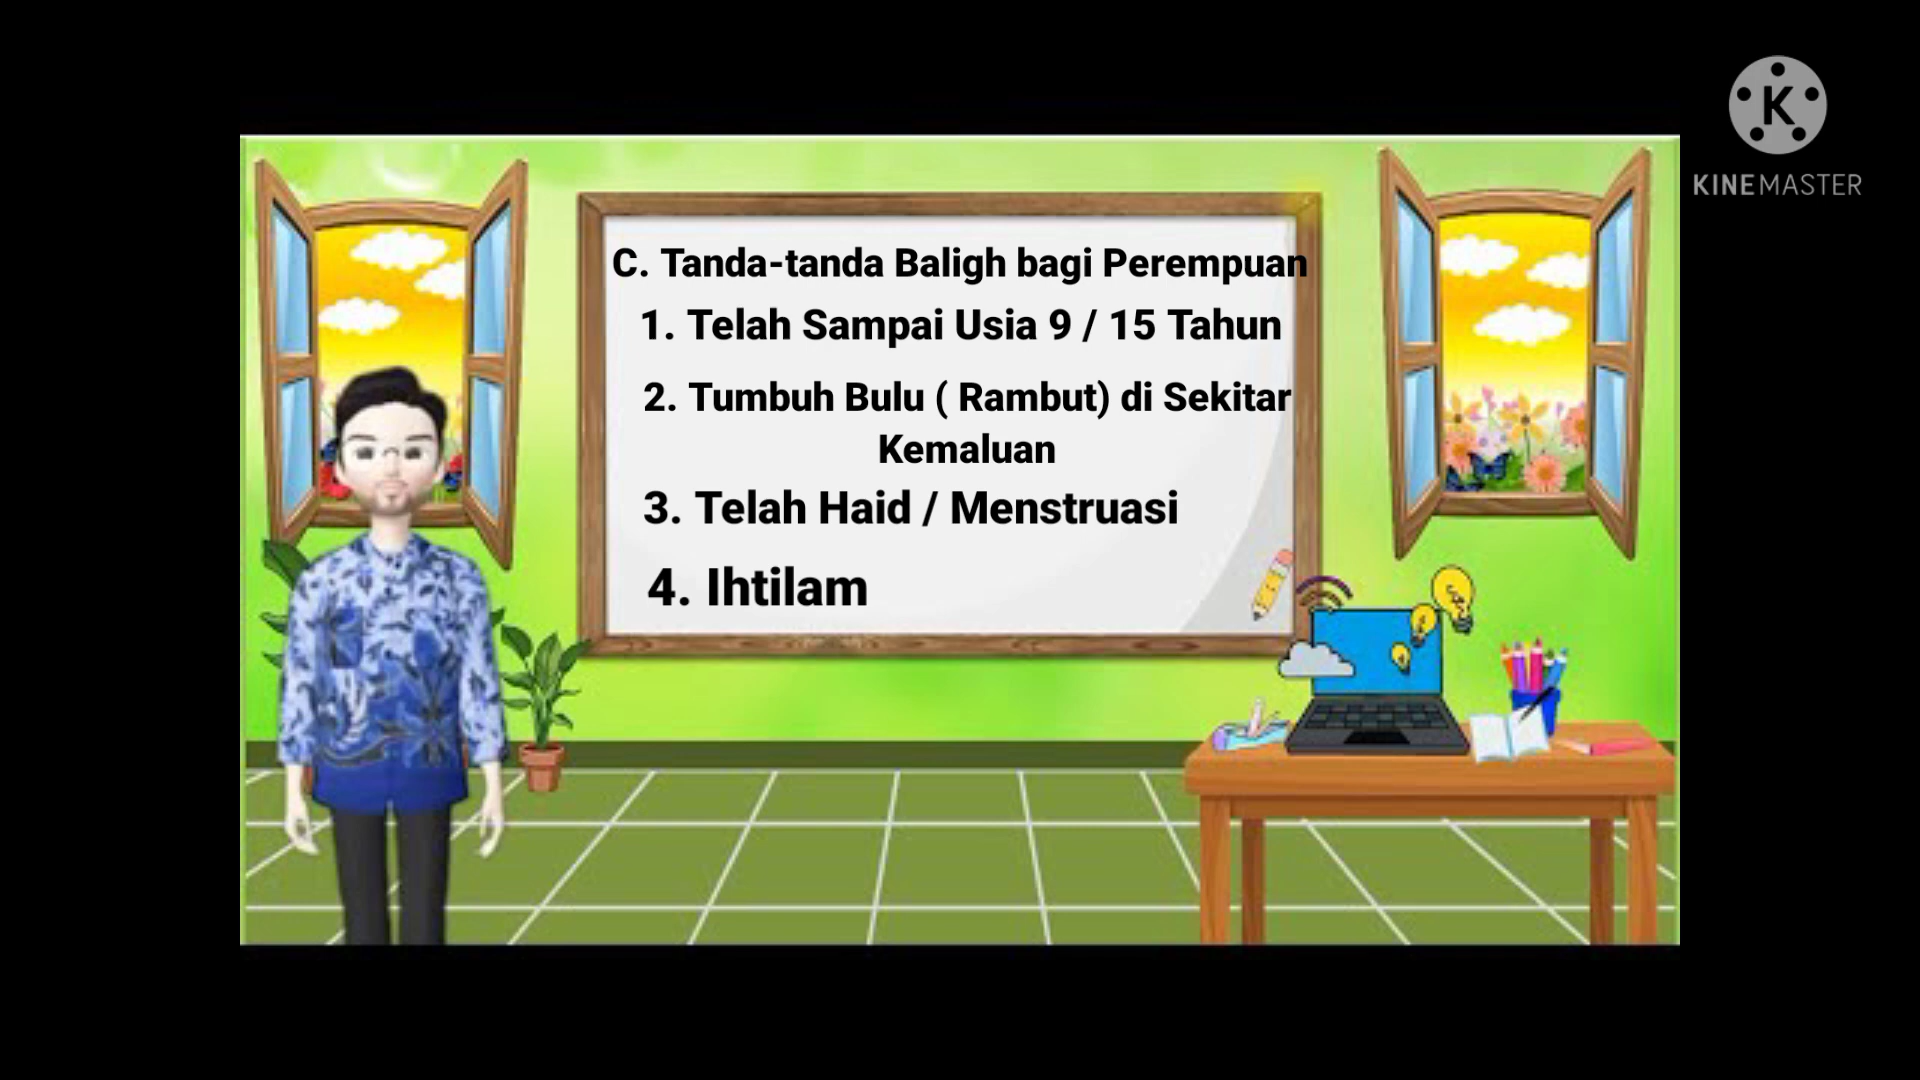 C. Tanda-tanda Baligh bagi Perempuan
1. Telah Sampai Usia 9 / 15 Tahun
2. Tumbuh Bulu ( Rambut) di Sekitar
Kemaluan
3. Telah Haid / Menstruasi
4. Ihtilam
K
KINEMASTER